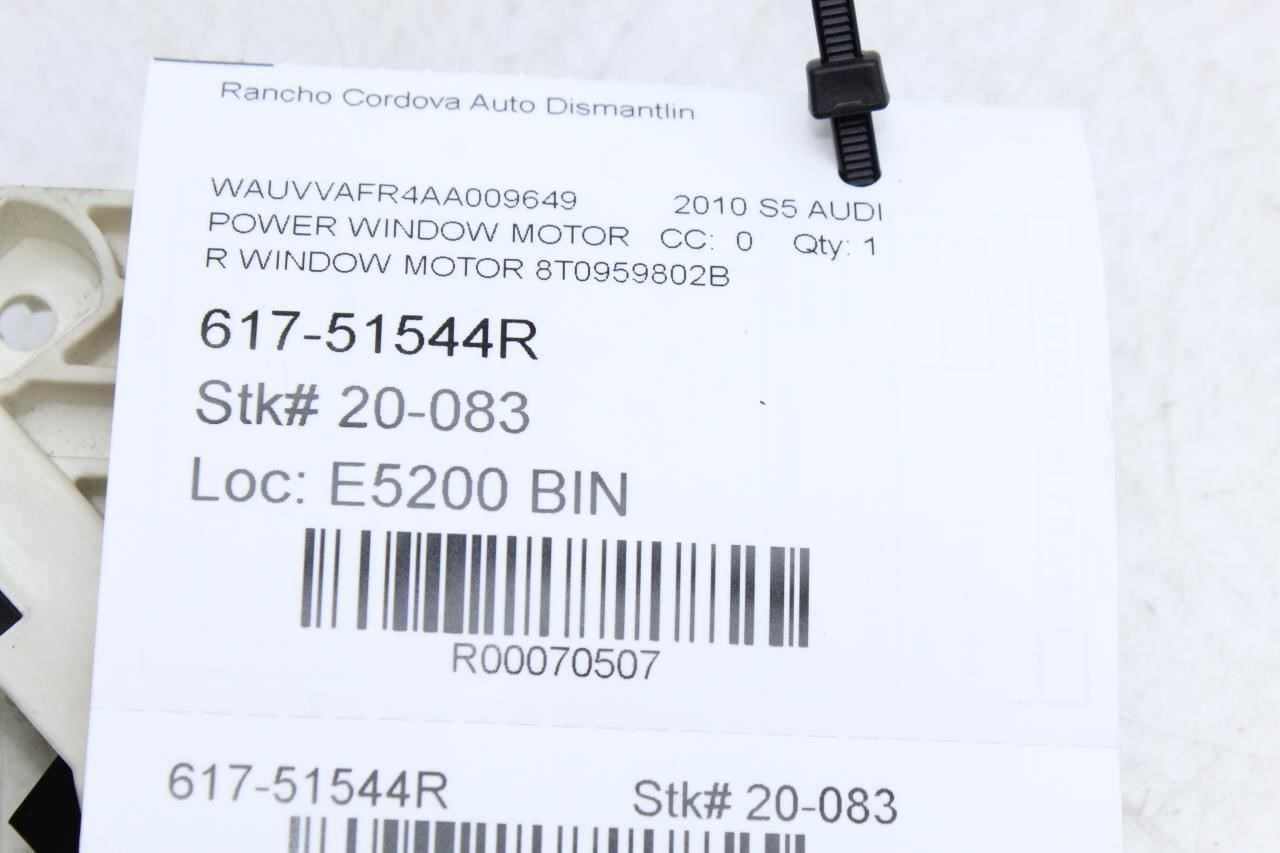 Rancho Cordova Auto Dismantlin
WAUVVAFR4AA009649 2010 S5 AUDI
POWER WINDOW MOTOR CC: 0 Qty: 1
R WINDOW MOTOR 8T0959802B
617-51544R
Stk# 20-083
Loc: E5200 BIN
R00070507
617-51544R Stk# 20-083